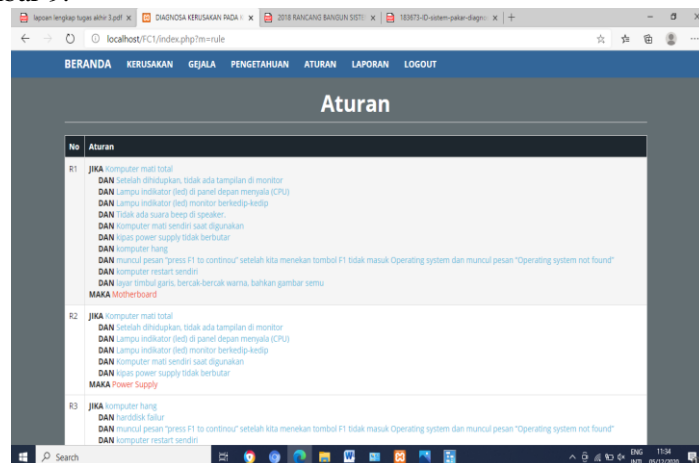 bar 9.
laposen lengkap tugas akhir 3.pdf
DIAGNOSA KERUSAKAN PADA K
2018 RANCANG BANGUN SISTE
183673-ID-sistem-pakar-diagno
localhost/FC1/index.php?m=rule
BERANDA KERUSAKAN GEJALA PENGETAHUAN ATURAN LAPORAN LOGOUT
Aturan
No Aturan
R1 JIKA Komputer mati total
DAN Setelah dihidupkan, tidak ada tampilan di monitor
DAN Lampu indikator (led) di panel depan menyala (CPU)
DAN Lampu indikator (led) monitor berkedip-kedip
DAN Tidak ada suara beep di speaker.
DAN Komputer mati sendiri saat digunakan
DAN kipas power supply tidak berbutar
DAN komputer hang
DAN muncul pesan "press F1 to continou" setelah kita menekan tombol F1 tidak masuk Operating system dan muncul pesan "Operating system not found"
DAN komputer restart sendiri
DAN layar timbul garis, bercak-bercak warna, bahkan gambar semu
MAKA Motherboard
R2 JIKA Komputer mati total
DAN Setelah dihidupkan, tidak ada tampilan di monitor
DAN Lampu indikator (led) di panel depan menyala (CPU)
DAN Lampu indikator (led) monitor berkedip-kedip
DAN Komputer mati sendiri saat digunakan
DAN kipas power supply tidak berbutar
MAKA Power Supply
R3 JIKA komputer hang
DAN harddisk failur
DAN muncul pesan "press F1 to continou" setelah kita menekan tombol F1 tidak masuk Operating system dan muncul pesan "Operating system not found"
DAN komputer restart sendiri
Search
ENG 11:34
INTL 05/12/2020